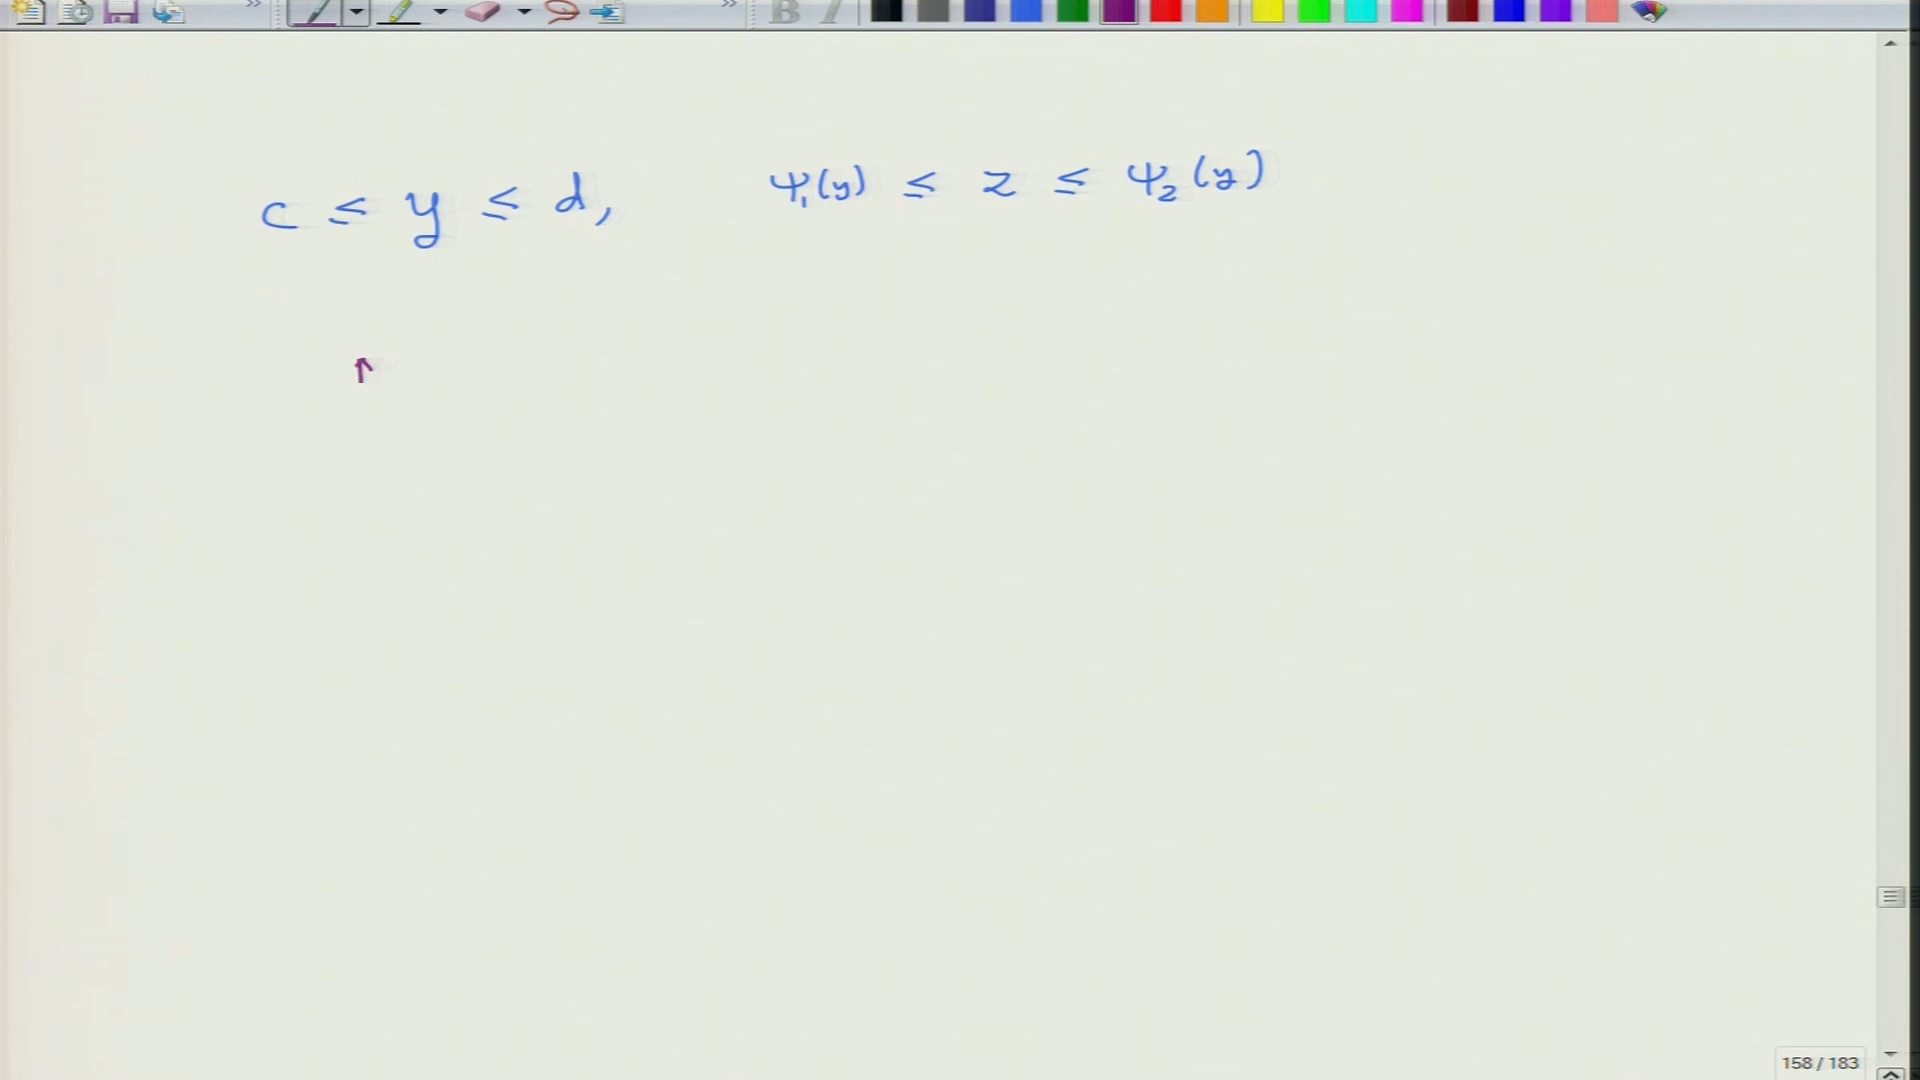 c ≤ y ≤ d, ψ₁(y) ≤ z ≤ ψ₂(y)
158 / 183